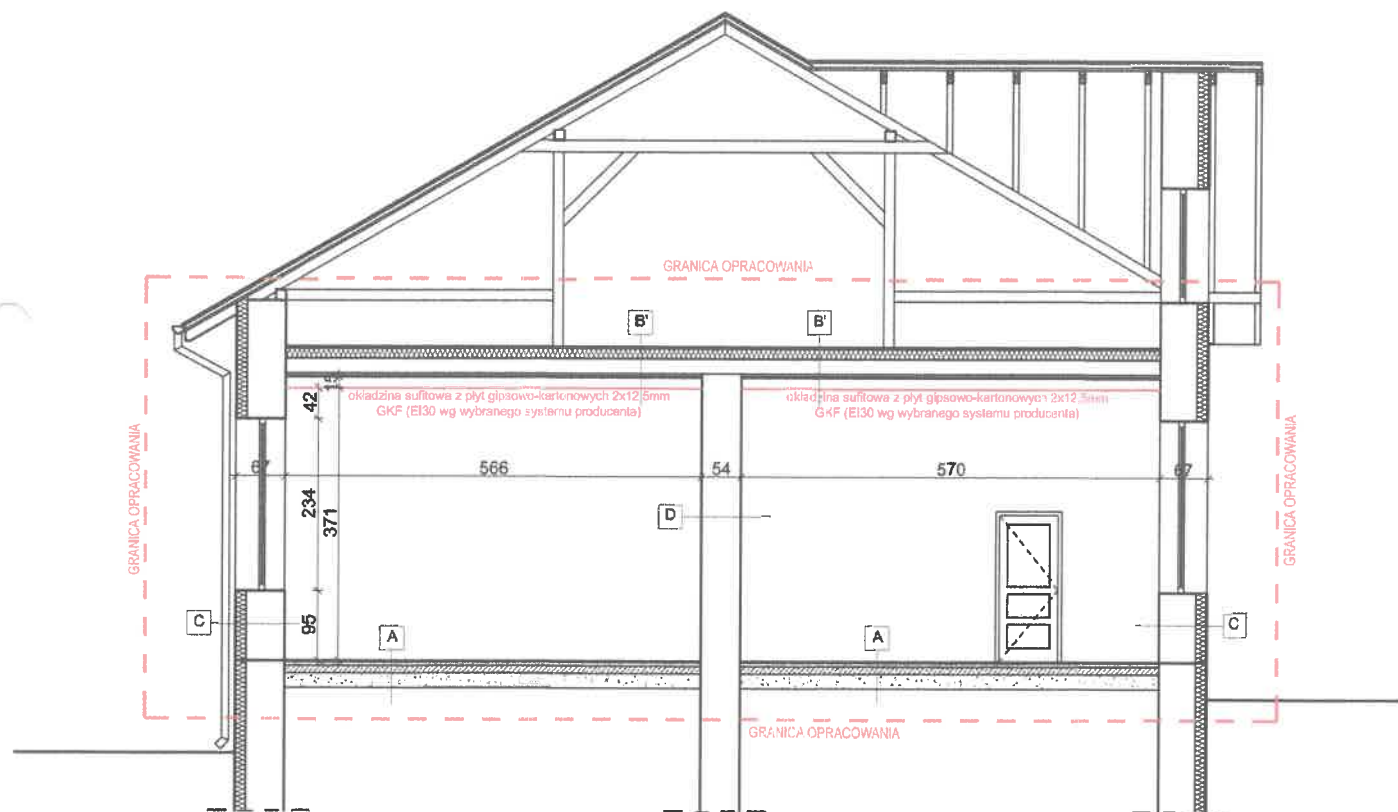 GRANICA OPRACOWANIA
B'
B'
15
okładzina sufitowa z płyt gipsowo-kartonowych 2x12,5mm
GKF (EI30 wg wybranego systemu producenta)
okładzina sufitowa z płyt gipsowo-kartonowych 2x12,5mm
GKF (EI30 wg wybranego systemu producenta)
42
GRANICA OPRACOWANIA
GRANICA OPRACOWANIA
67
566
54
570
67
234
371
D
95
C
A
A
C
GRANICA OPRACOWANIA